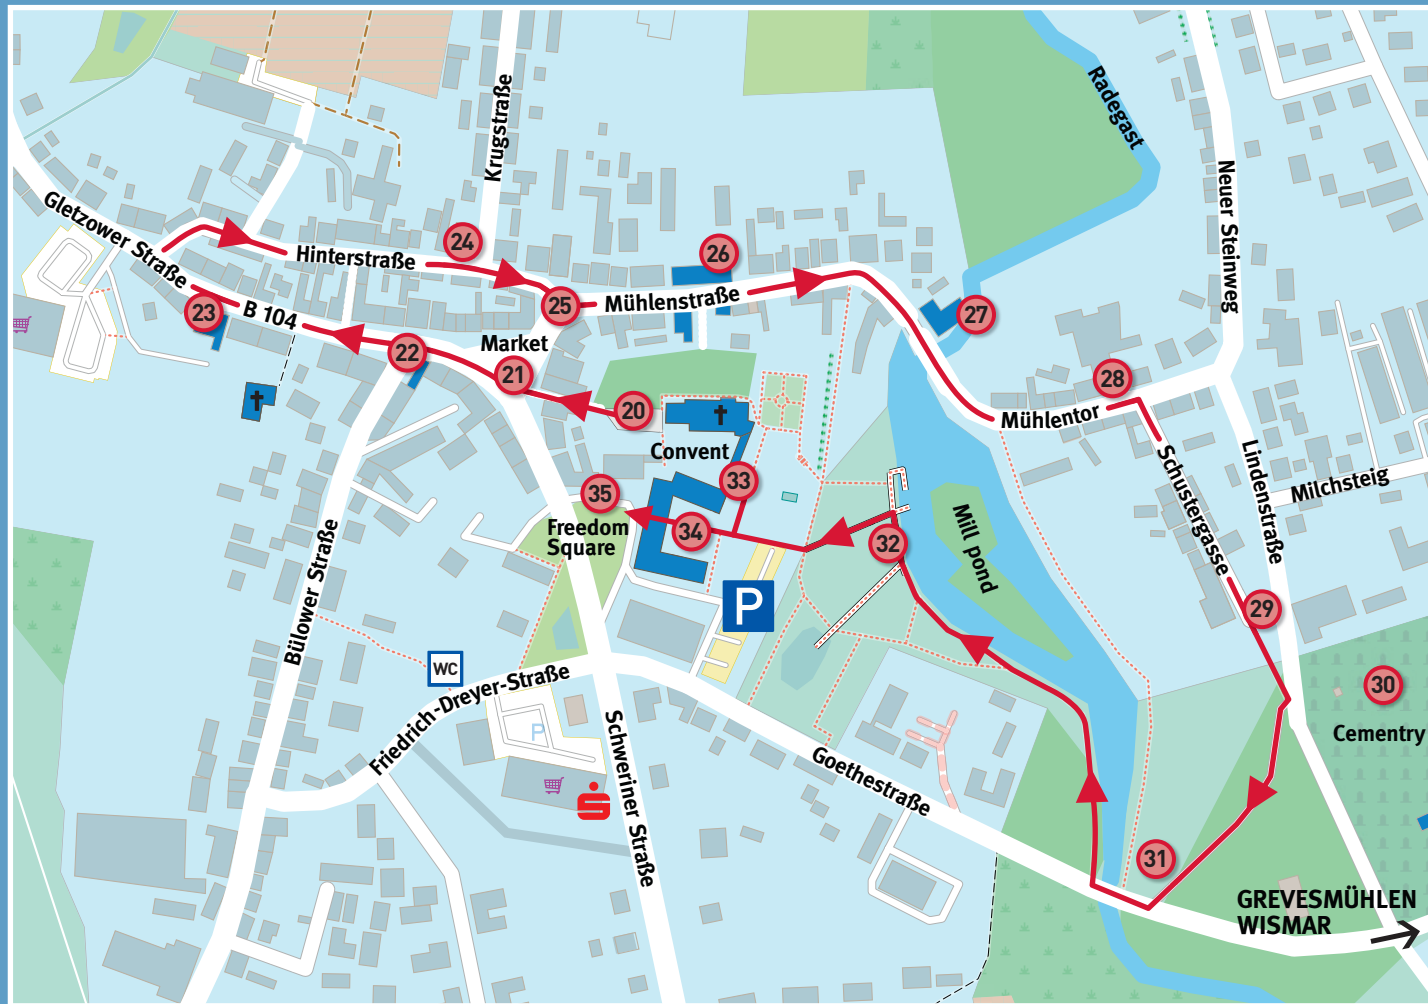 Radegast
Krugstraße
Neuer Steinweg
Gletzower Straße
24
Hinterstraße
26
25
Mühlenstraße
27
23
B 104
22
Market
21
28
20
Mühlentor
Convent
33
35
Freedom
Square
34
32
Mill pond
Schustergasse
Lindenstraße
Milchsteig
29
P
Bülower Straße
WC
Friedrich-Dreyer-Straße
30
Cementry
P
Schweriner Straße
Goethestraße
31
GREVESMÜHLEN
WISMAR